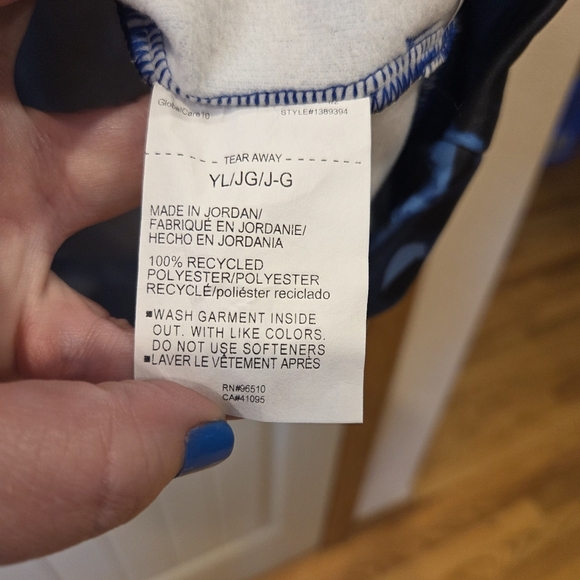 GlobalCare10
STYLE#1389394
TEAR AWAY
YL/JG/J-G
MADE IN JORDAN/
FABRIQUÉ EN JORDANIE/
HECHO EN JORDANIA
100% RECYCLED
POLYESTER/POLYESTER
RECYCLÉ/poliéster reciclado
WASH GARMENT INSIDE
OUT. WITH LIKE COLORS.
DO NOT USE SOFTENERS
LAVER LE VÊTEMENT APRÈS
RN#96510
CA#41095